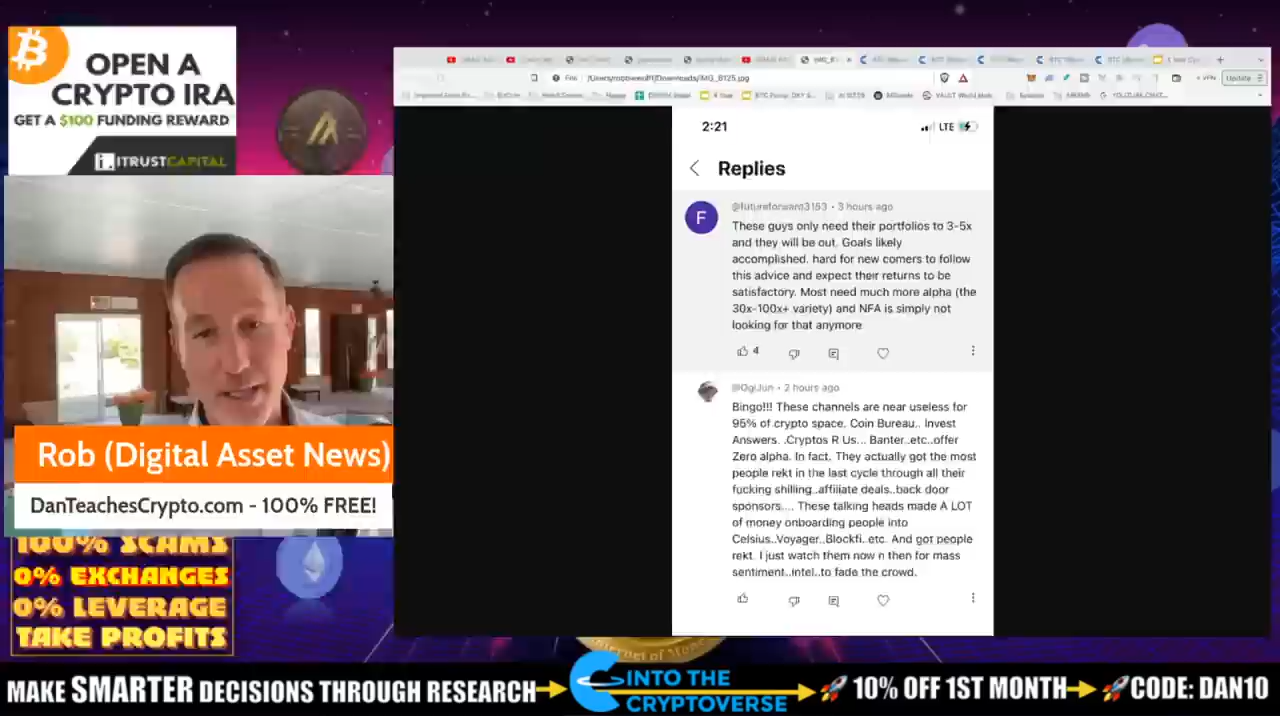 OPEN A
CRYPTO IRA
GET A $100 FUNDING REWARD
ITRUSTCAPITAL
Update
2:21
LTE
Replies
F
@futureforward3153 • 3 hours ago
These guys only need their portfolios to 3-5x
and they will be out. Goals likely
accomplished. hard for new comers to follow
this advice and expect their returns to be
satisfactory. Most need much more alpha (the
30x-100x+ variety) and NFA is simply not
looking for that anymore
4
@OgiJun • 2 hours ago
Bingo!!! These channels are near useless for
95% of crypto space. Coin Bureau.. Invest
Answers. .Cryptos R Us... Banter..etc..offer
Zero alpha. In fact. They actually got the most
people rekt in the last cycle through all their
fucking shilling..affiliate deals..back door
sponsors.... These talking heads made A LOT
of money onboarding people into
Celsius..Voyager..Blockfi..etc. And got people
rekt. I just watch them now n then for mass
sentiment..intel..to fade the crowd.
Rob (Digital Asset News)
DanTeachesCrypto.com - 100% FREE!
100% SCAMS
0% EXCHANGES
0% LEVERAGE
TAKE PROFITS
MAKE SMARTER DECISIONS THROUGH RESEARCH
INTO THE
CRYPTOVERSE
10% OFF 1ST MONTH
CODE: DAN10